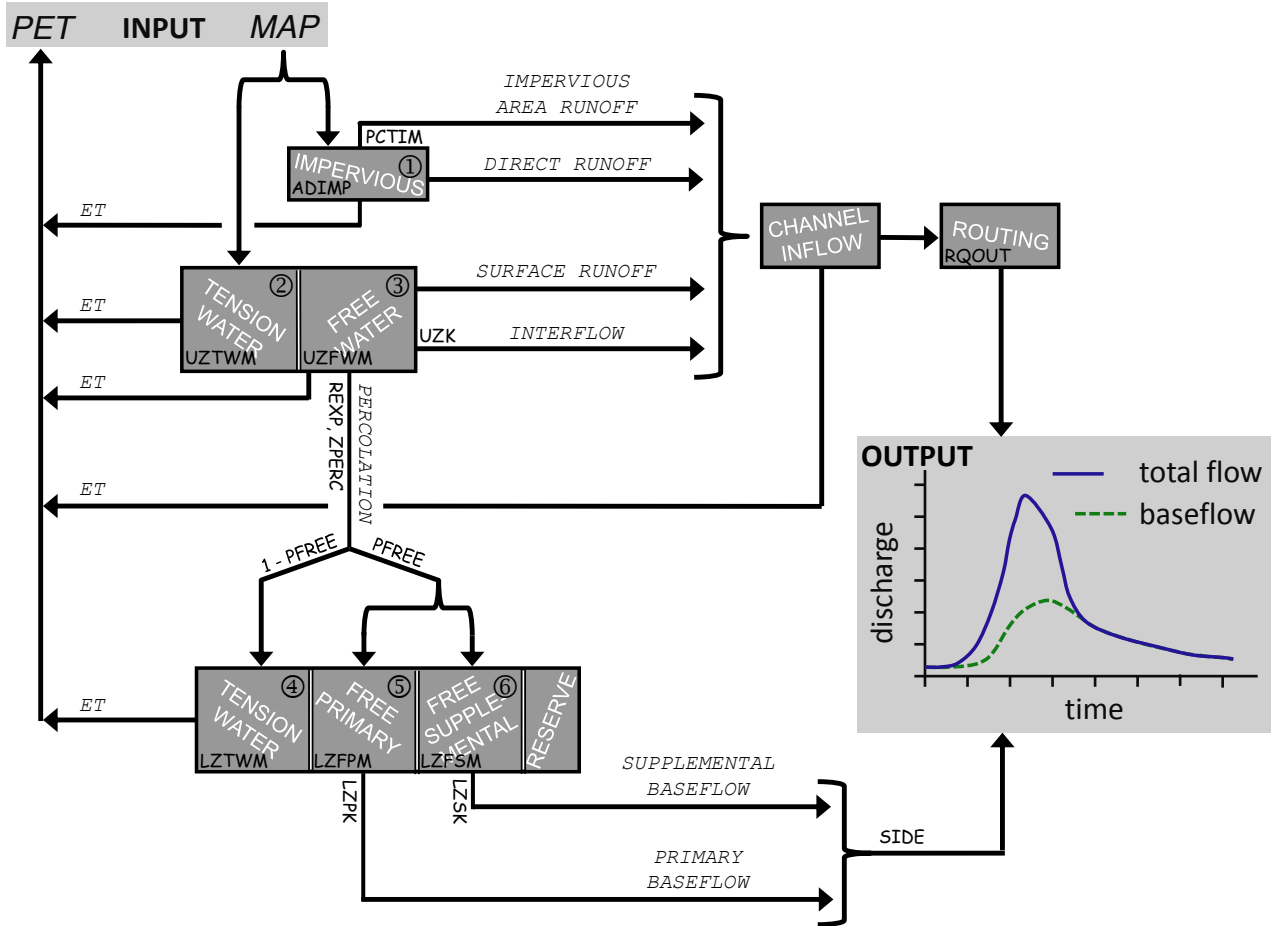 PET INPUT MAP
IMPERVIOUS
AREA RUNOFF
PCTIM
IMPERVIOUS ①
ADIMP
DIRECT RUNOFF
ET
CHANNEL
INFLOW
ROUTING
RQOUT
TENSION
WATER
②
UZTWM
FREE
WATER
③
UZFWM
SURFACE RUNOFF
UZK
INTERFLOW
ET
ET
REXP, ZPERC
PERCOLATION
ET
1 - PFREE
PFREE
OUTPUT
total flow
baseflow
discharge
time
TENSION
WATER
④
LZTWM
FREE
PRIMARY
⑤
LZFPM
FREE
SUPPLE-
MENTAL
⑥
LZFSM
RESERVE
ET
LZPK
LZSK
SUPPLEMENTAL
BASEFLOW
SIDE
PRIMARY
BASEFLOW